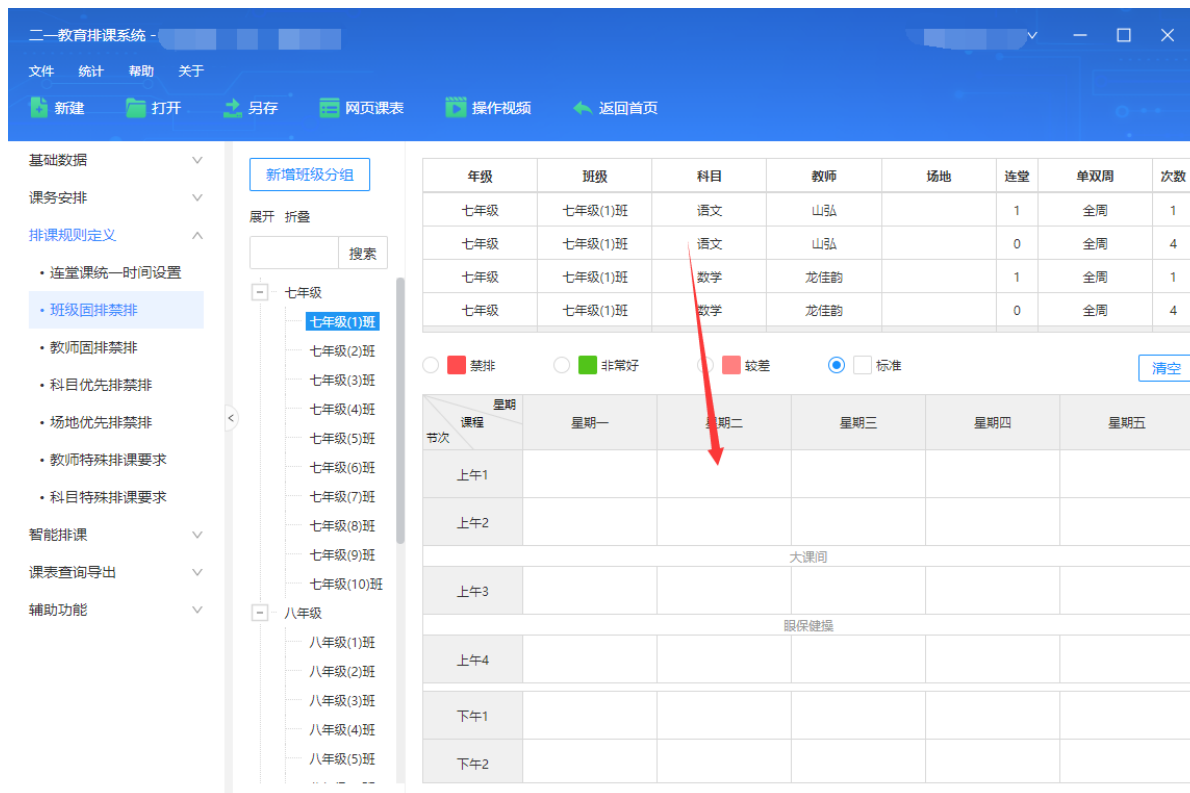 二一教育排课系统 -
文件 统计 帮助 关于
新建 打开 另存 网页课表 操作视频 返回首页
基础数据
课务安排
排课规则定义
• 连堂课统一时间设置
• 班级固排禁排
• 教师固排禁排
• 科目优先排禁排
• 场地优先排禁排
• 教师特殊排课要求
• 科目特殊排课要求
智能排课
课表查询导出
辅助功能
新增班级分组
展开 折叠
搜索
七年级
七年级(1)班
七年级(2)班
七年级(3)班
七年级(4)班
七年级(5)班
七年级(6)班
七年级(7)班
七年级(8)班
七年级(9)班
七年级(10)班
八年级
八年级(1)班
八年级(2)班
八年级(3)班
八年级(4)班
八年级(5)班
年级 班级 科目 教师 场地 连堂 单双周 次数
七年级 七年级(1)班 语文 山弘 1 全周 1
七年级 七年级(1)班 语文 山弘 0 全周 4
七年级 七年级(1)班 数学 龙佳韵 1 全周 1
七年级 七年级(1)班 数学 龙佳韵 0 全周 4
禁排 非常好 较差 标准 清空
星期
课程
节次
星期一 星期二 星期三 星期四 星期五
上午1
上午2
大课间
上午3
眼保健操
上午4
下午1
下午2